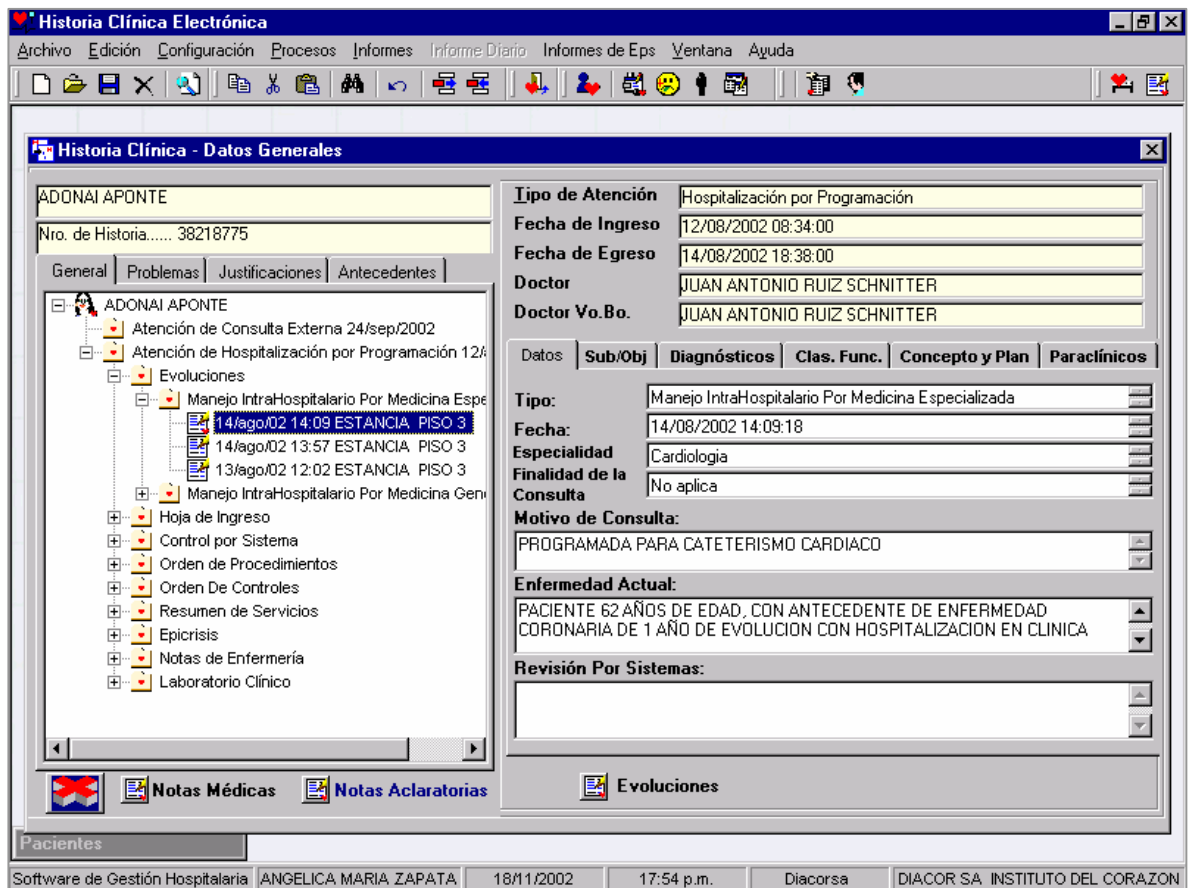 Historia Clínica Electrónica
Archivo Edición Configuración Procesos Informes Informe Diario Informes de Eps Ventana Ayuda
Historia Clínica - Datos Generales
ADONAI APONTE
Nro. de Historia...... 38218775
General Problemas Justificaciones Antecedentes
ADONAI APONTE
Atención de Consulta Externa 24/sep/2002
Atención de Hospitalización por Programación 12/
Evoluciones
Manejo IntraHospitalario Por Medicina Espe
14/ago/02 14:09 ESTANCIA PISO 3
14/ago/02 13:57 ESTANCIA PISO 3
13/ago/02 12:02 ESTANCIA PISO 3
Manejo IntraHospitalario Por Medicina Gen
Hoja de Ingreso
Control por Sistema
Orden de Procedimientos
Orden De Controles
Resumen de Servicios
Epicrisis
Notas de Enfermería
Laboratorio Clínico
Notas Médicas Notas Aclaratorias
Tipo de Atención Hospitalización por Programación
Fecha de Ingreso 12/08/2002 08:34:00
Fecha de Egreso 14/08/2002 18:38:00
Doctor JUAN ANTONIO RUIZ SCHNITTER
Doctor Vo.Bo. JUAN ANTONIO RUIZ SCHNITTER
Datos Sub/Obj Diagnósticos Clas. Func. Concepto y Plan Paraclínicos
Tipo: Manejo IntraHospitalario Por Medicina Especializada
Fecha: 14/08/2002 14:09:18
Especialidad Cardiologia
Finalidad de la
Consulta No aplica
Motivo de Consulta:
PROGRAMADA PARA CATETERISMO CARDIACO
Enfermedad Actual:
PACIENTE 62 AÑOS DE EDAD, CON ANTECEDENTE DE ENFERMEDAD
CORONARIA DE 1 AÑO DE EVOLUCION CON HOSPITALIZACION EN CLINICA
Revisión Por Sistemas:
Evoluciones
Pacientes
Software de Gestión Hospitalaria ANGELICA MARIA ZAPATA 18/11/2002 17:54 p.m. Diacorsa DIACOR SA INSTITUTO DEL CORAZON